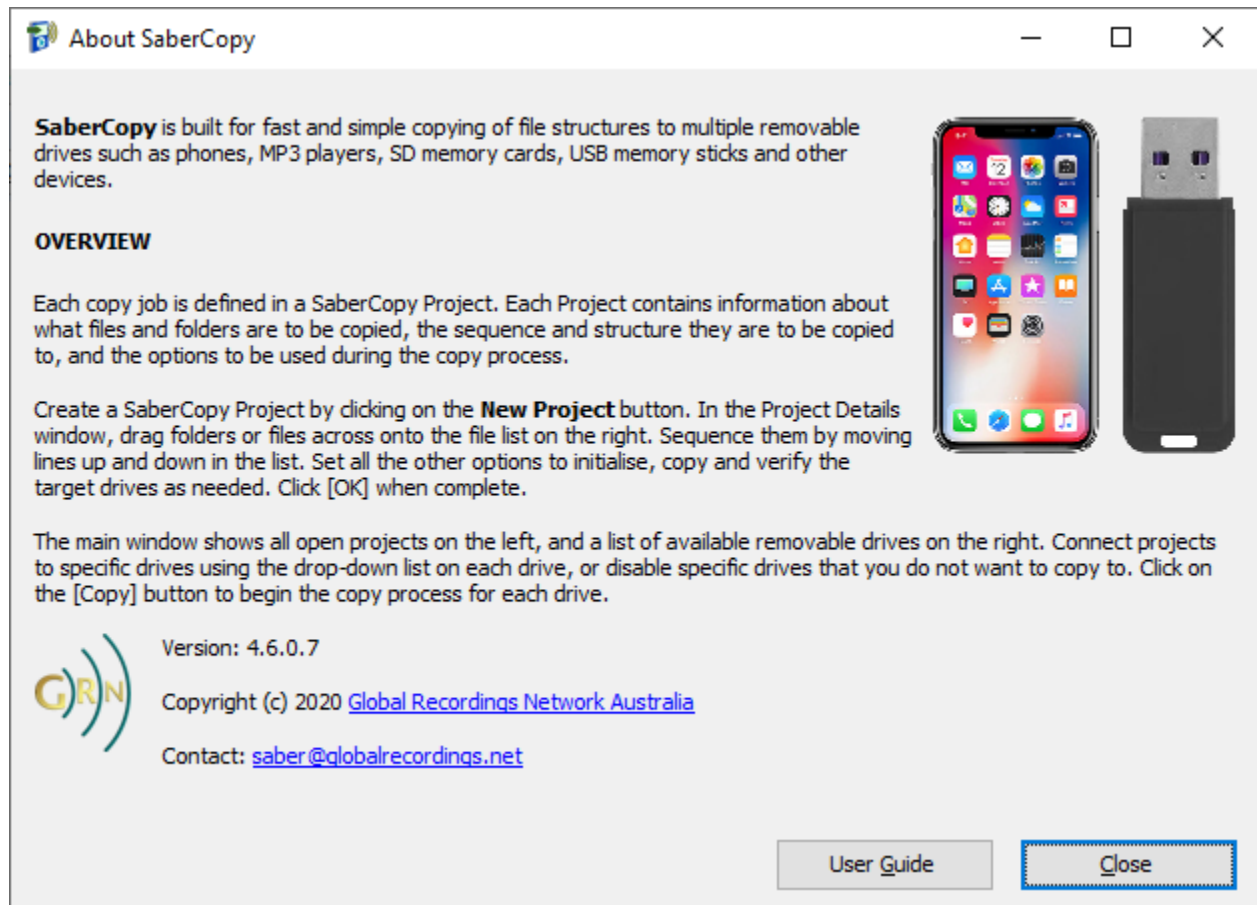 About SaberCopy
SaberCopy is built for fast and simple copying of file structures to multiple removable
drives such as phones, MP3 players, SD memory cards, USB memory sticks and other
devices.
OVERVIEW
Each copy job is defined in a SaberCopy Project. Each Project contains information about
what files and folders are to be copied, the sequence and structure they are to be copied
to, and the options to be used during the copy process.
Create a SaberCopy Project by clicking on the New Project button. In the Project Details
window, drag folders or files across onto the file list on the right. Sequence them by moving
lines up and down in the list. Set all the other options to initialise, copy and verify the
target drives as needed. Click [OK] when complete.
The main window shows all open projects on the left, and a list of available removable drives on the right. Connect projects
to specific drives using the drop-down list on each drive, or disable specific drives that you do not want to copy to. Click on
the [Copy] button to begin the copy process for each drive.
GRN
Version: 4.6.0.7
Copyright (c) 2020 Global Recordings Network Australia
Contact: saber@globalrecordings.net
User Guide
Close